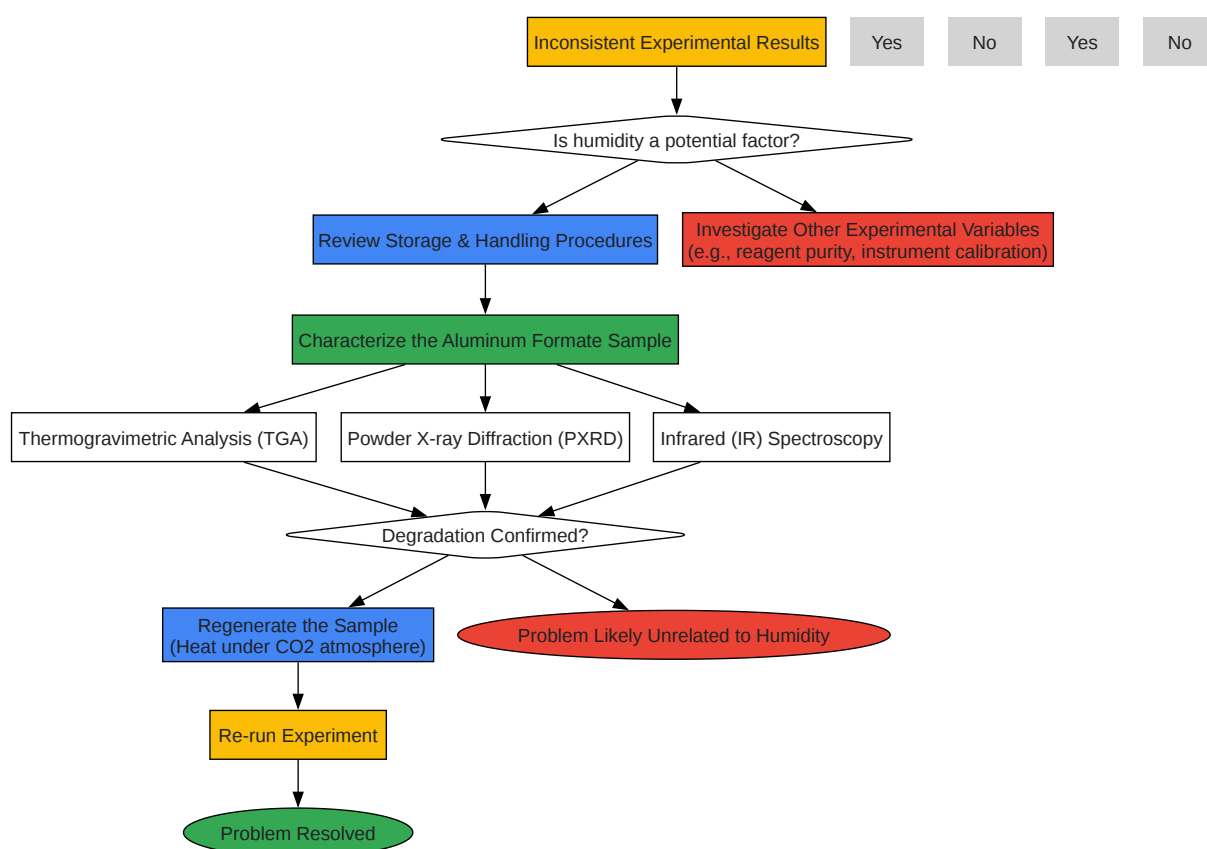 Inconsistent Experimental Results
Yes
No
Yes
No
Is humidity a potential factor?
Review Storage & Handling Procedures
Investigate Other Experimental Variables
(e.g., reagent purity, instrument calibration)
Characterize the Aluminum Formate Sample
Thermogravimetric Analysis (TGA)
Powder X-ray Diffraction (PXRD)
Infrared (IR) Spectroscopy
Degradation Confirmed?
Regenerate the Sample
(Heat under CO2 atmosphere)
Problem Likely Unrelated to Humidity
Re-run Experiment
Problem Resolved